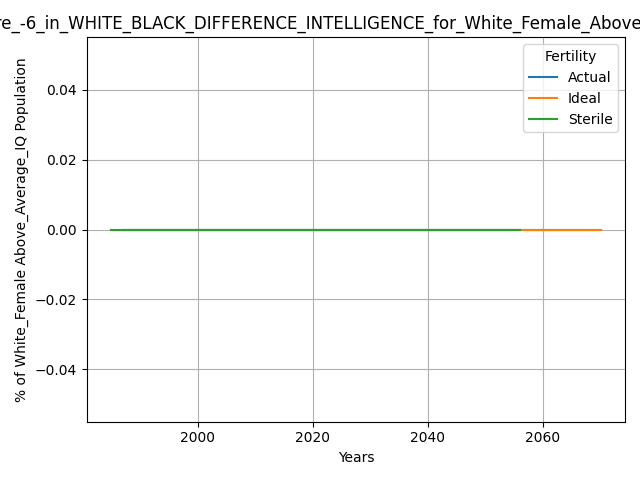 re_-6_in_WHITE_BLACK_DIFFERENCE_INTELLIGENCE_for_White_Female_Above
Fertility
Actual
Ideal
Sterile
% of White_Female Above_Average_IQ Population
0.04
0.02
0.00
−0.02
−0.04
2000 2020 2040 2060
Years